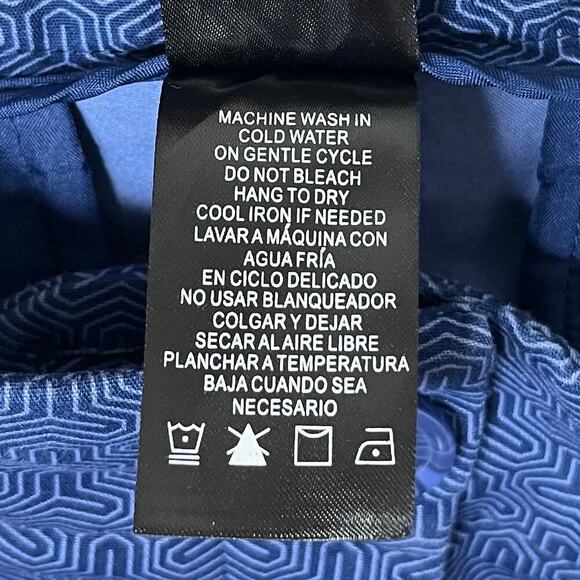 MACHINE WASH IN
COLD WATER
ON GENTLE CYCLE
DO NOT BLEACH
HANG TO DRY
COOL IRON IF NEEDED
LAVAR A MÁQUINA CON
AGUA FRÍA
EN CICLO DELICADO
NO USAR BLANQUEADOR
COLGAR Y DEJAR
SECAR AL AIRE LIBRE
PLANCHAR A TEMPERATURA
BAJA CUANDO SEA
NECESARIO